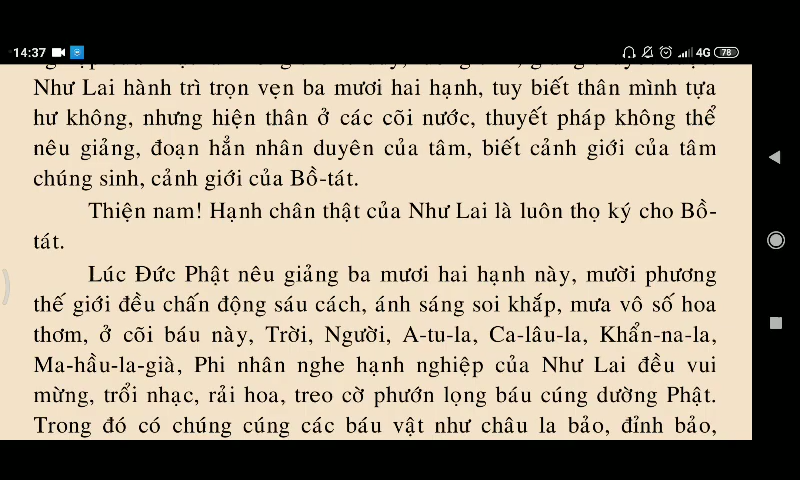 14:37
4G 78
Như Lai hành trì trọn vẹn ba mươi hai hạnh, tuy biết thân mình tựa
hư không, nhưng hiện thân ở các cõi nước, thuyết pháp không thể
nêu giảng, đoạn hẳn nhân duyên của tâm, biết cảnh giới của tâm
chúng sinh, cảnh giới của Bồ-tát.
Thiện nam! Hạnh chân thật của Như Lai là luôn thọ ký cho Bồ-
tát.
Lúc Đức Phật nêu giảng ba mươi hai hạnh này, mười phương
thế giới đều chấn động sáu cách, ánh sáng soi khắp, mưa vô số hoa
thơm, ở cõi báu này, Trời, Người, A-tu-la, Ca-lâu-la, Khẩn-na-la,
Ma-hầu-la-già, Phi nhân nghe hạnh nghiệp của Như Lai đều vui
mừng, trổi nhạc, rải hoa, treo cờ phướn lọng báu cúng dường Phật.
Trong đó có chúng cúng các báu vật như châu la bảo, đỉnh bảo,